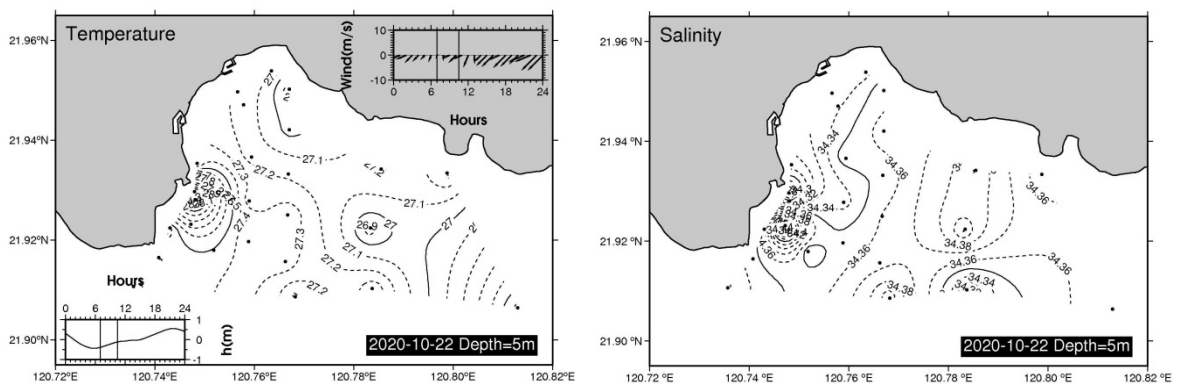 Temperature
Wind(m/s)
10
0
-10
0 6 12 18 24
Hours
21.96°N
21.94°N
21.92°N
21.90°N
27
27.1
27.2
27.3
27.2
27.1
27.4
26.9
27
27.3
27.1
27.2
27.2
Hours
0 6 12 18 24
1
0
-1
h(m)
2020-10-22 Depth=5m
120.72°E 120.74°E 120.76°E 120.78°E 120.80°E 120.82°E
Salinity
21.96 °N
21.94 °N
21.92 °N
21.90 °N
34.34
34.36
34.34
34.36
34.38
34.36
34.36
34.38
34.34
2020-10-22 Depth=5m
120.72°E 120.74°E 120.76°E 120.78°E 120.80°E 120.82°E